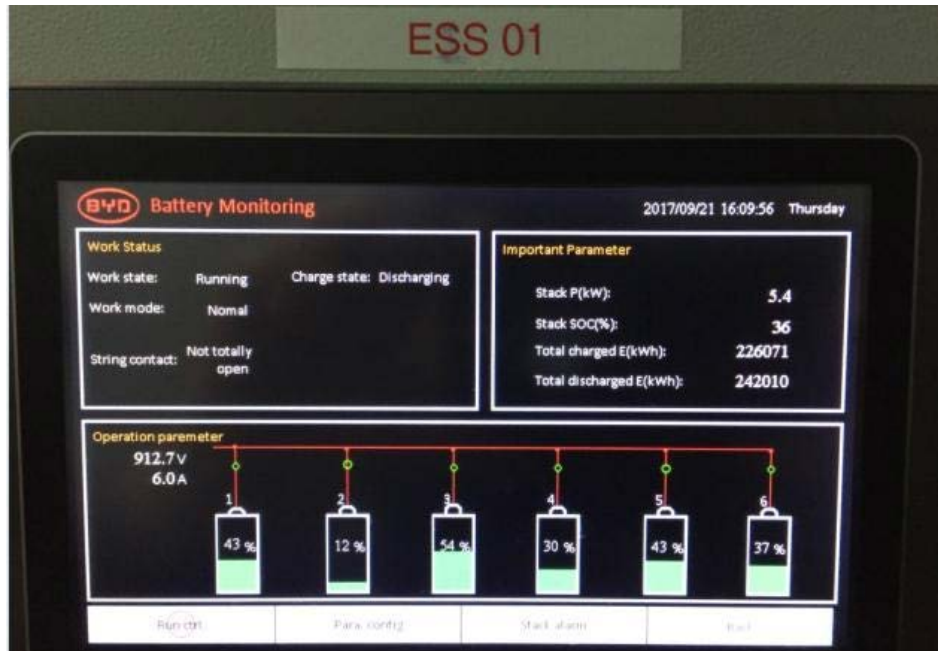 ESS 01
BYD Battery Monitoring 2017/09/21 16:09:56 Thursday
Work Status
Work state: Running Charge state: Discharging
Work mode: Nomal
String contact: Not totally
open
Important Parameter
Stack P(kW): 5.4
Stack SOC(%): 36
Total charged E(kWh): 226071
Total discharged E(kWh): 242010
Operation paremeter
912.7 V
6.0 A
1 2 3 4 5 6
43 % 12 % 54 % 30 % 43 % 37 %
Run ctrl. Para. config Stack alarm